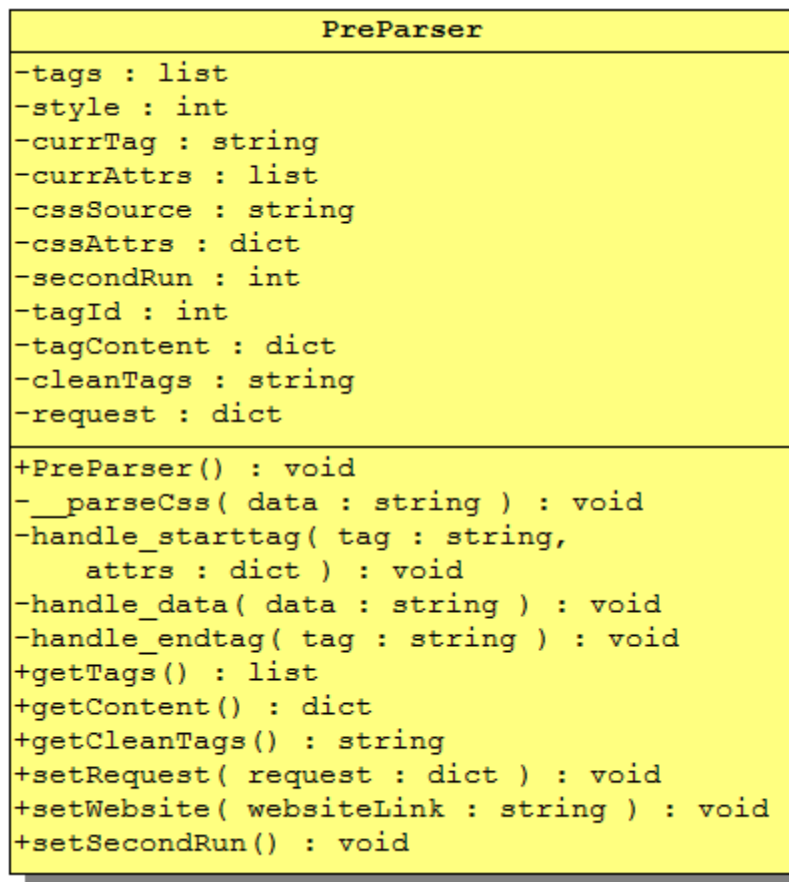 PreParser
-tags : list
-style : int
-currTag : string
-currAttrs : list
-cssSource : string
-cssAttrs : dict
-secondRun : int
-tagId : int
-tagContent : dict
-cleanTags : string
-request : dict
+PreParser() : void
-__parseCss( data : string ) : void
-handle_starttag( tag : string,
attrs : dict ) : void
-handle_data( data : string ) : void
-handle_endtag( tag : string ) : void
+getTags() : list
+getContent() : dict
+getCleanTags() : string
+setRequest( request : dict ) : void
+setWebsite( websiteLink : string ) : void
+setSecondRun() : void